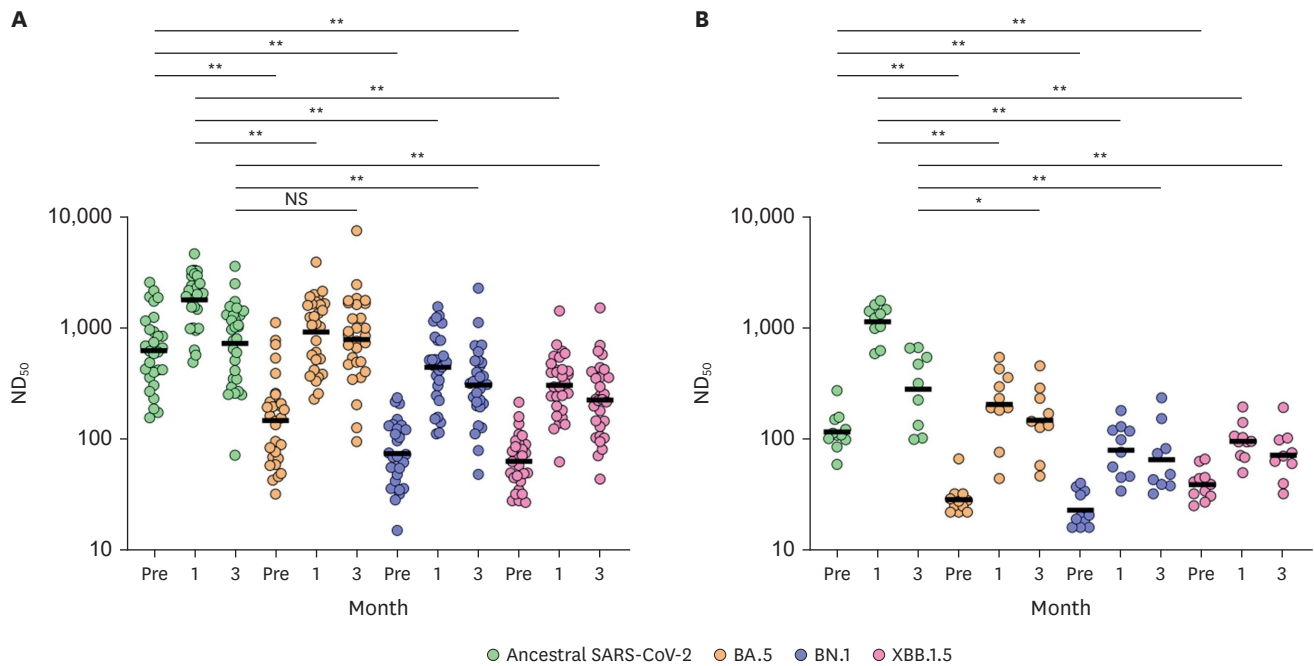 A
**
**
**
**
**
**
**
**
NS
10,000
1,000
100
10
ND50
Pre 1 3 Pre 1 3 Pre 1 3 Pre 1 3
Month
B
**
**
**
**
**
**
**
**
*
10,000
1,000
100
10
ND50
Pre 1 3 Pre 1 3 Pre 1 3 Pre 1 3
Month
Ancestral SARS-CoV-2 BA.5 BN.1 XBB.1.5